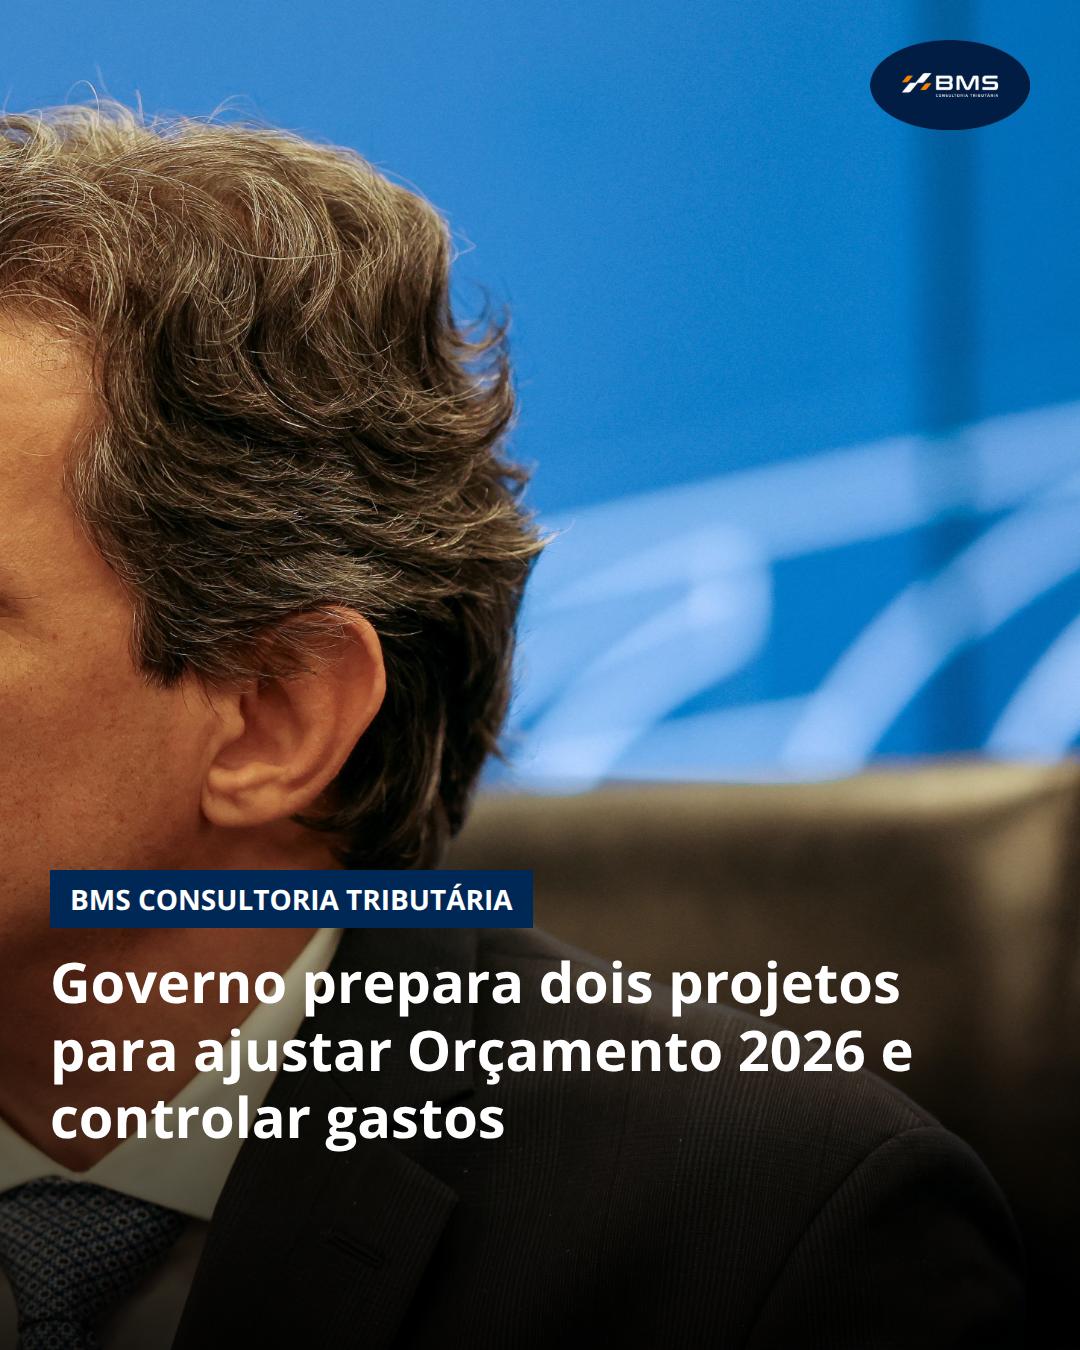 BMS
CONSULTORIA TRIBUTÁRIA
BMS CONSULTORIA TRIBUTÁRIA
Governo prepara dois projetos
para ajustar Orçamento 2026 e
controlar gastos